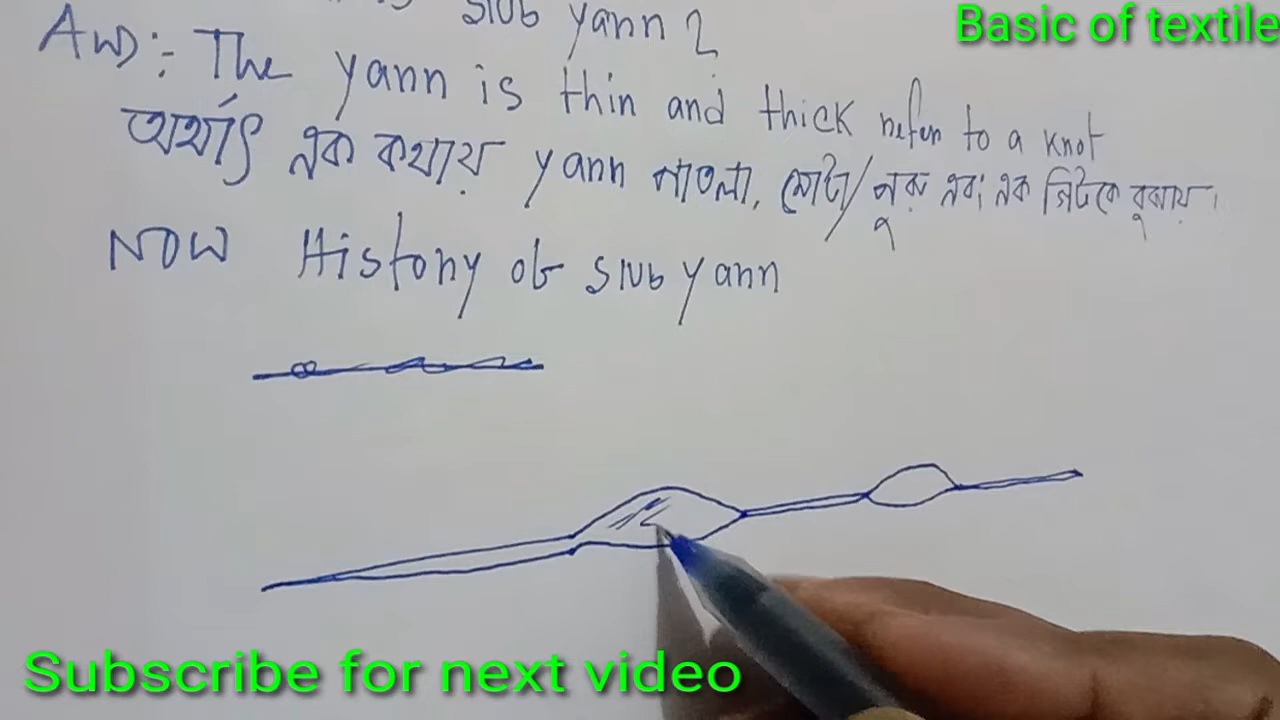 Slub yarn ?
Basic of textile
Ans:- The yarn is thin and thick refer to a knot
অর্থাৎ এক কথায় yarn পাতলা, মোটা/পুরু এবং এক গিটকে বুঝায়।
Now History of slub yarn
Subscribe for next video